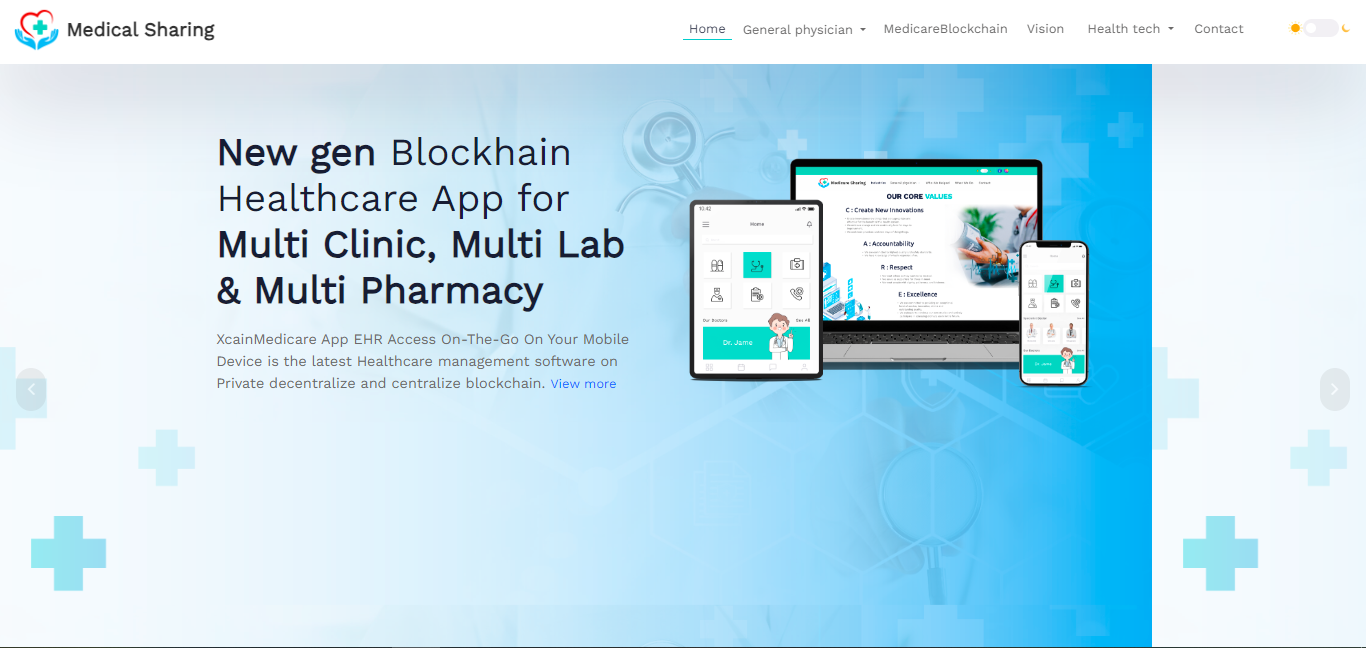 Medical Sharing
Home General physician MedicareBlockchain Vision Health tech Contact
New gen Blockhain
Healthcare App for
Multi Clinic, Multi Lab
& Multi Pharmacy
XcainMedicare App EHR Access On-The-Go On Your Mobile
Device is the latest Healthcare management software on
Private decentralize and centralize blockchain. View more
Medicare Sharing
OUR CORE VALUES
C : Create New Innovations
A : Accountability
R : Respect
E : Excellence
10:42
Home
Our Doctors
Dr. Jame